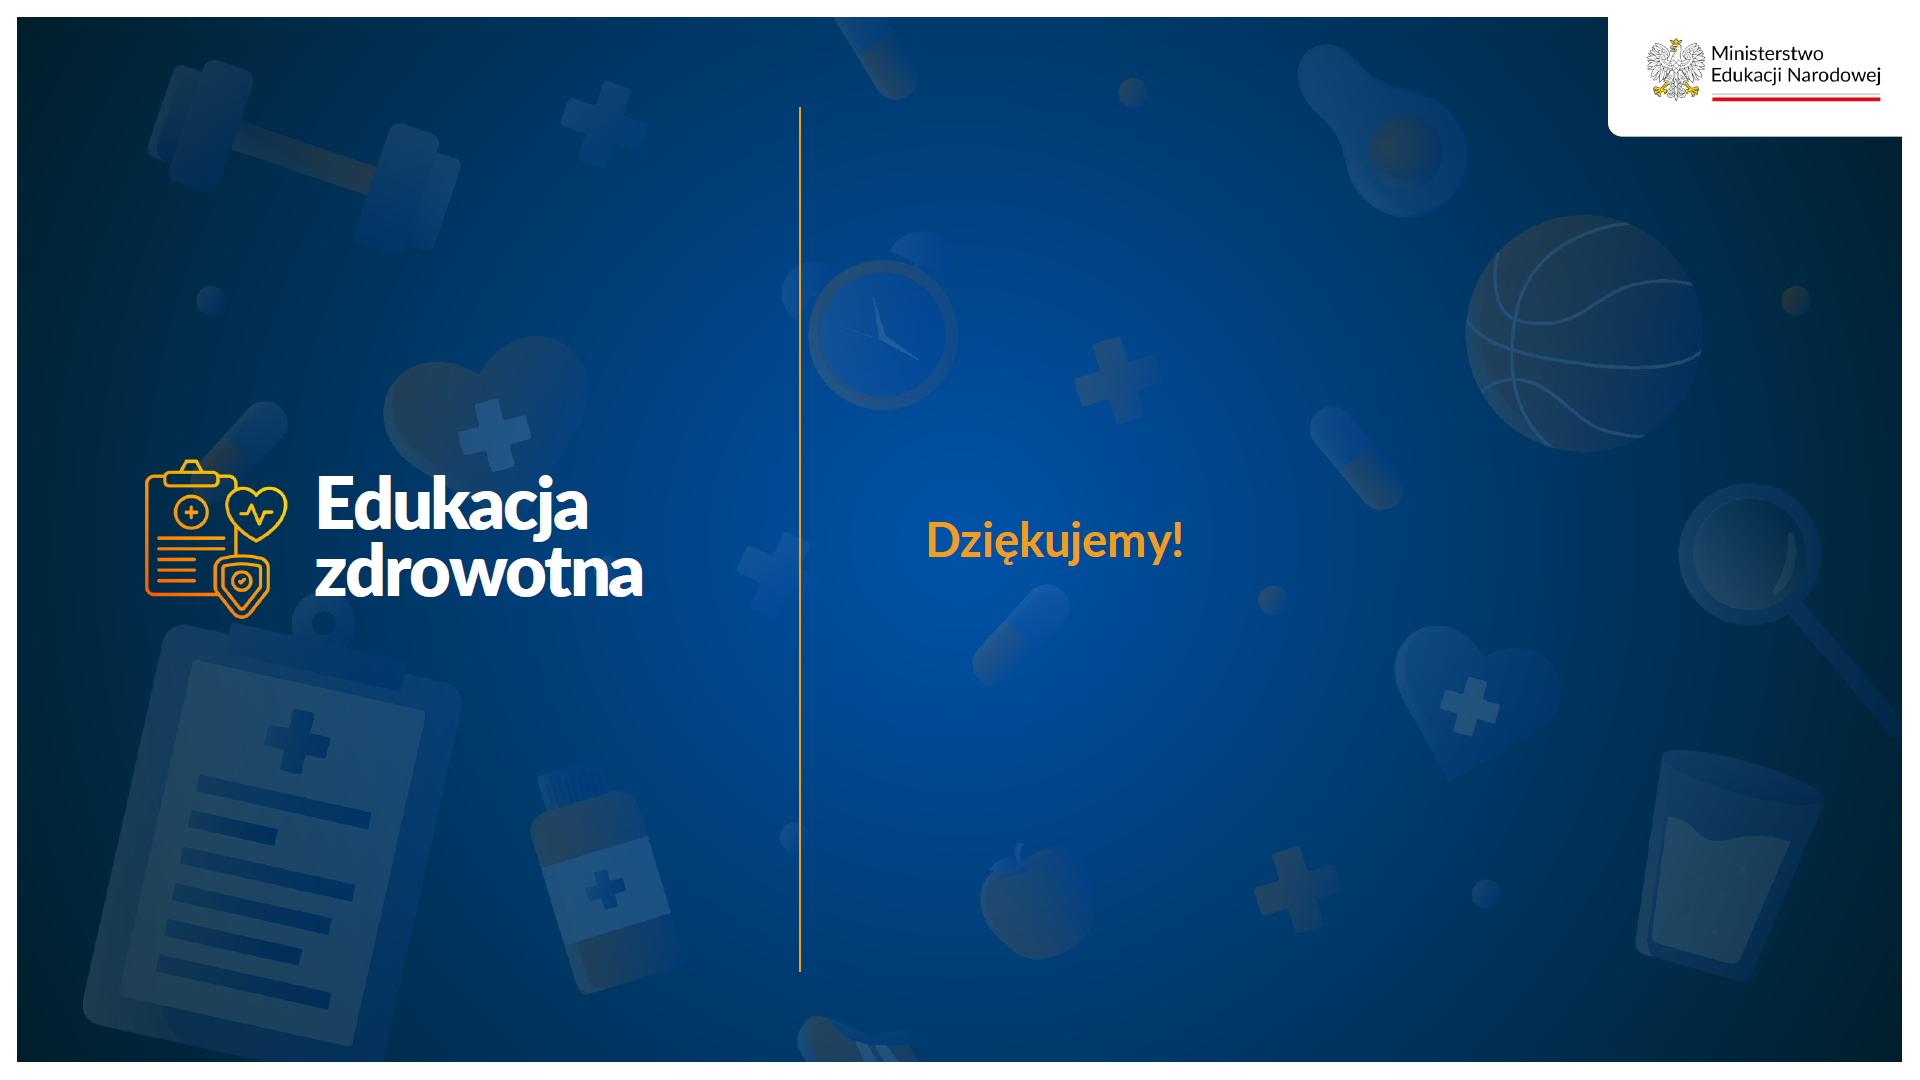 Ministerstwo
Edukacji Narodowej
Edukacja
zdrowotna
Dziękujemy!